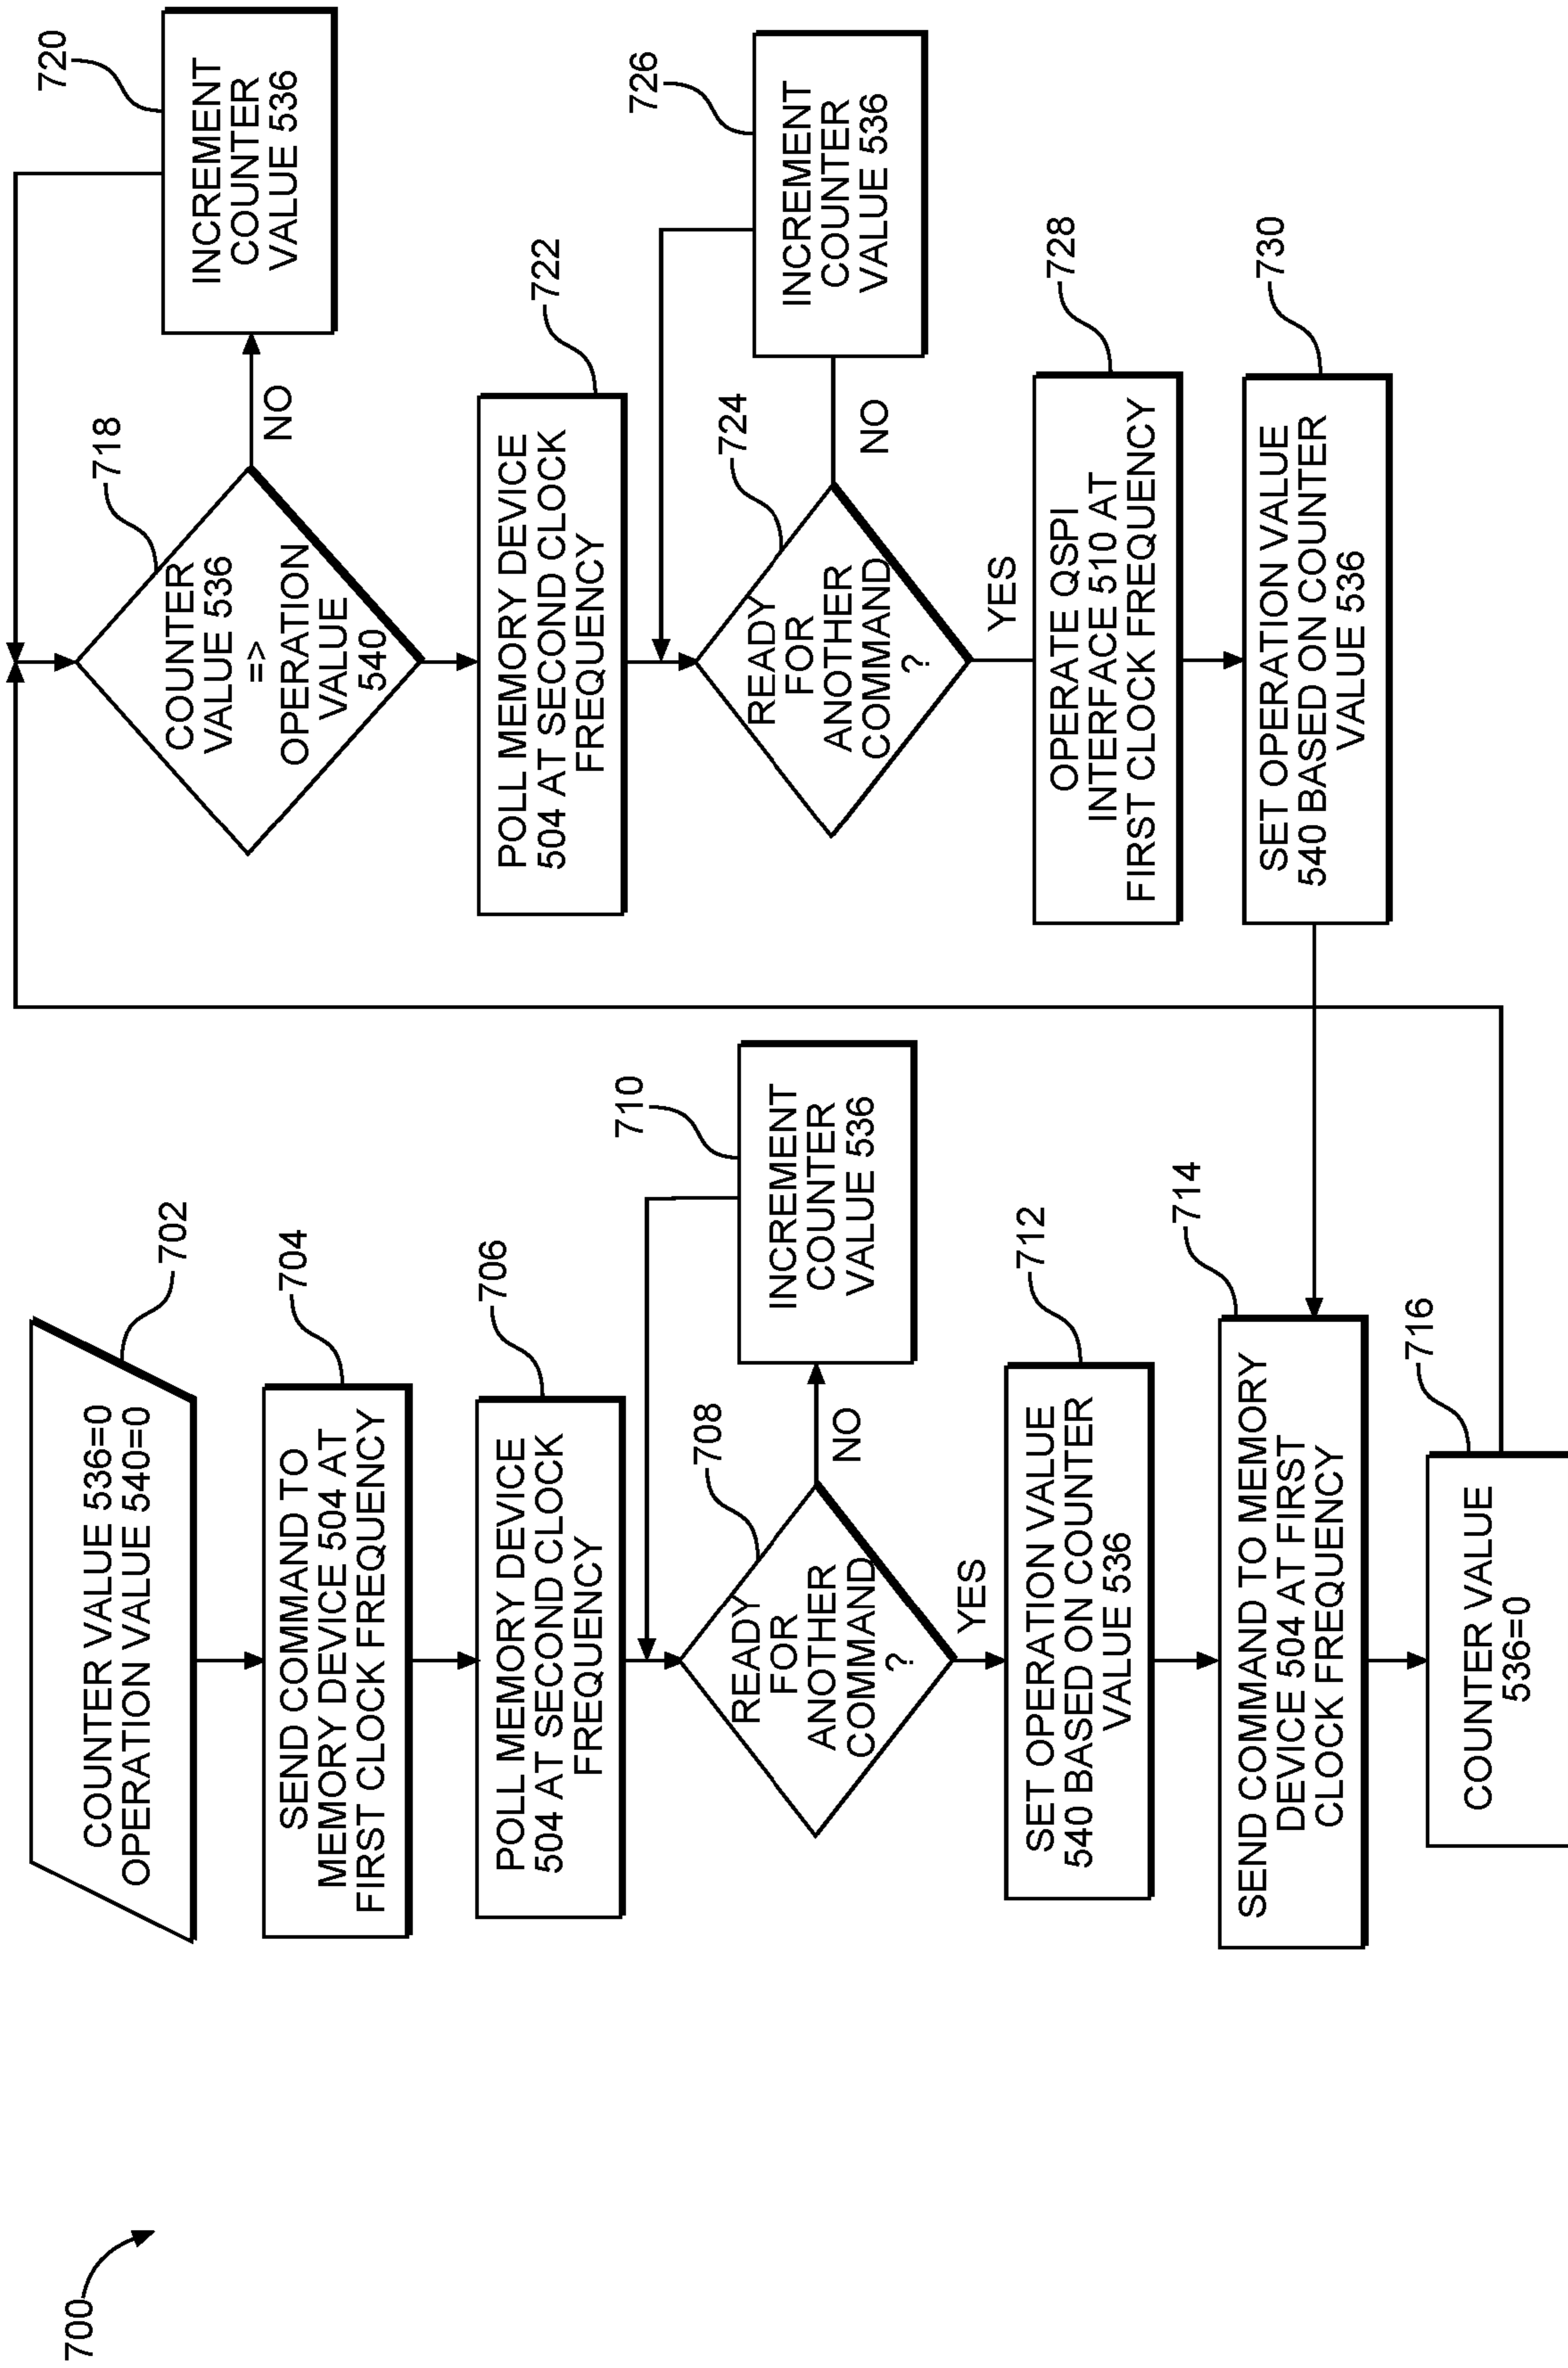 700
COUNTER VALUE 536=0
OPERATION VALUE 540=0
702
SEND COMMAND TO
MEMORY DEVICE 504 AT
FIRST CLOCK FREQUENCY
704
POLL MEMORY DEVICE
504 AT SECOND CLOCK
FREQUENCY
706
READY
FOR
ANOTHER
COMMAND
?
708
NO
INCREMENT
COUNTER
VALUE 536
710
YES
SET OPERATION VALUE
540 BASED ON COUNTER
VALUE 536
712
SEND COMMAND TO MEMORY
DEVICE 504 AT FIRST
CLOCK FREQUENCY
714
COUNTER VALUE
536=0
716
COUNTER
VALUE 536
=>
OPERATION
VALUE
540
718
NO
INCREMENT
COUNTER
VALUE 536
720
POLL MEMORY DEVICE
504 AT SECOND CLOCK
FREQUENCY
722
READY
FOR
ANOTHER
COMMAND
?
724
NO
INCREMENT
COUNTER
VALUE 536
726
YES
OPERATE QSPI
INTERFACE 510 AT
FIRST CLOCK FREQUENCY
728
SET OPERATION VALUE
540 BASED ON COUNTER
VALUE 536
730